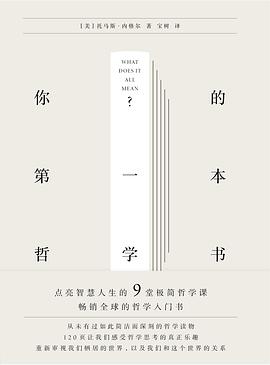 [美]托马斯·内格尔 著 宝树 译
WHAT
DOES IT
ALL
MEAN
你 ? 的
第 一 本
哲 学 书
点亮智慧人生的9堂极简哲学课
畅销全球的哲学入门书
从未有过如此简洁而深刻的哲学读物
120页让我们感受哲学思考的真正乐趣
重新审视我们栖居的世界，以及我们和这个世界的关系